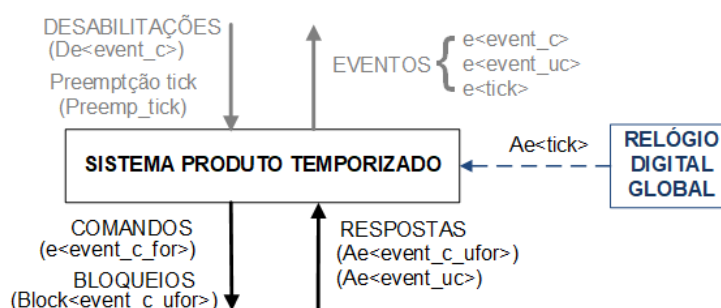 DESABILITAÇÕES
(De<event_c>)
Preemptção tick
(Preemp_tick)
EVENTOS {
e<event_c>
e<event_uc>
e<tick>
SISTEMA PRODUTO TEMPORIZADO
Ae<tick>
RELÓGIO
DIGITAL
GLOBAL
COMANDOS
(e<event_c_for>)
BLOQUEIOS
(Block<event_c_ufor>)
RESPOSTAS
(Ae<event_c_ufor>)
(Ae<event_uc>)